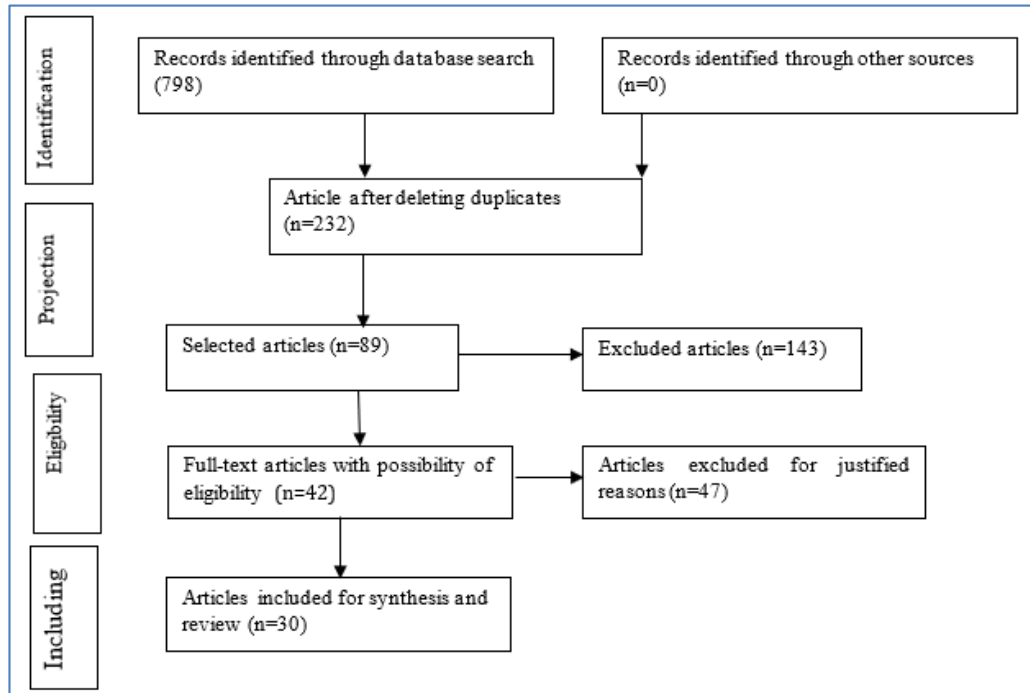 Identification
Records identified through database search
(798)
Records identified through other sources
(n=0)
Article after deleting duplicates
(n=232)
Projection
Selected articles (n=89)
Excluded articles (n=143)
Eligibility
Full-text articles with possibility of
eligibility (n=42)
Articles excluded for justified
reasons (n=47)
Including
Articles included for synthesis and
review (n=30)